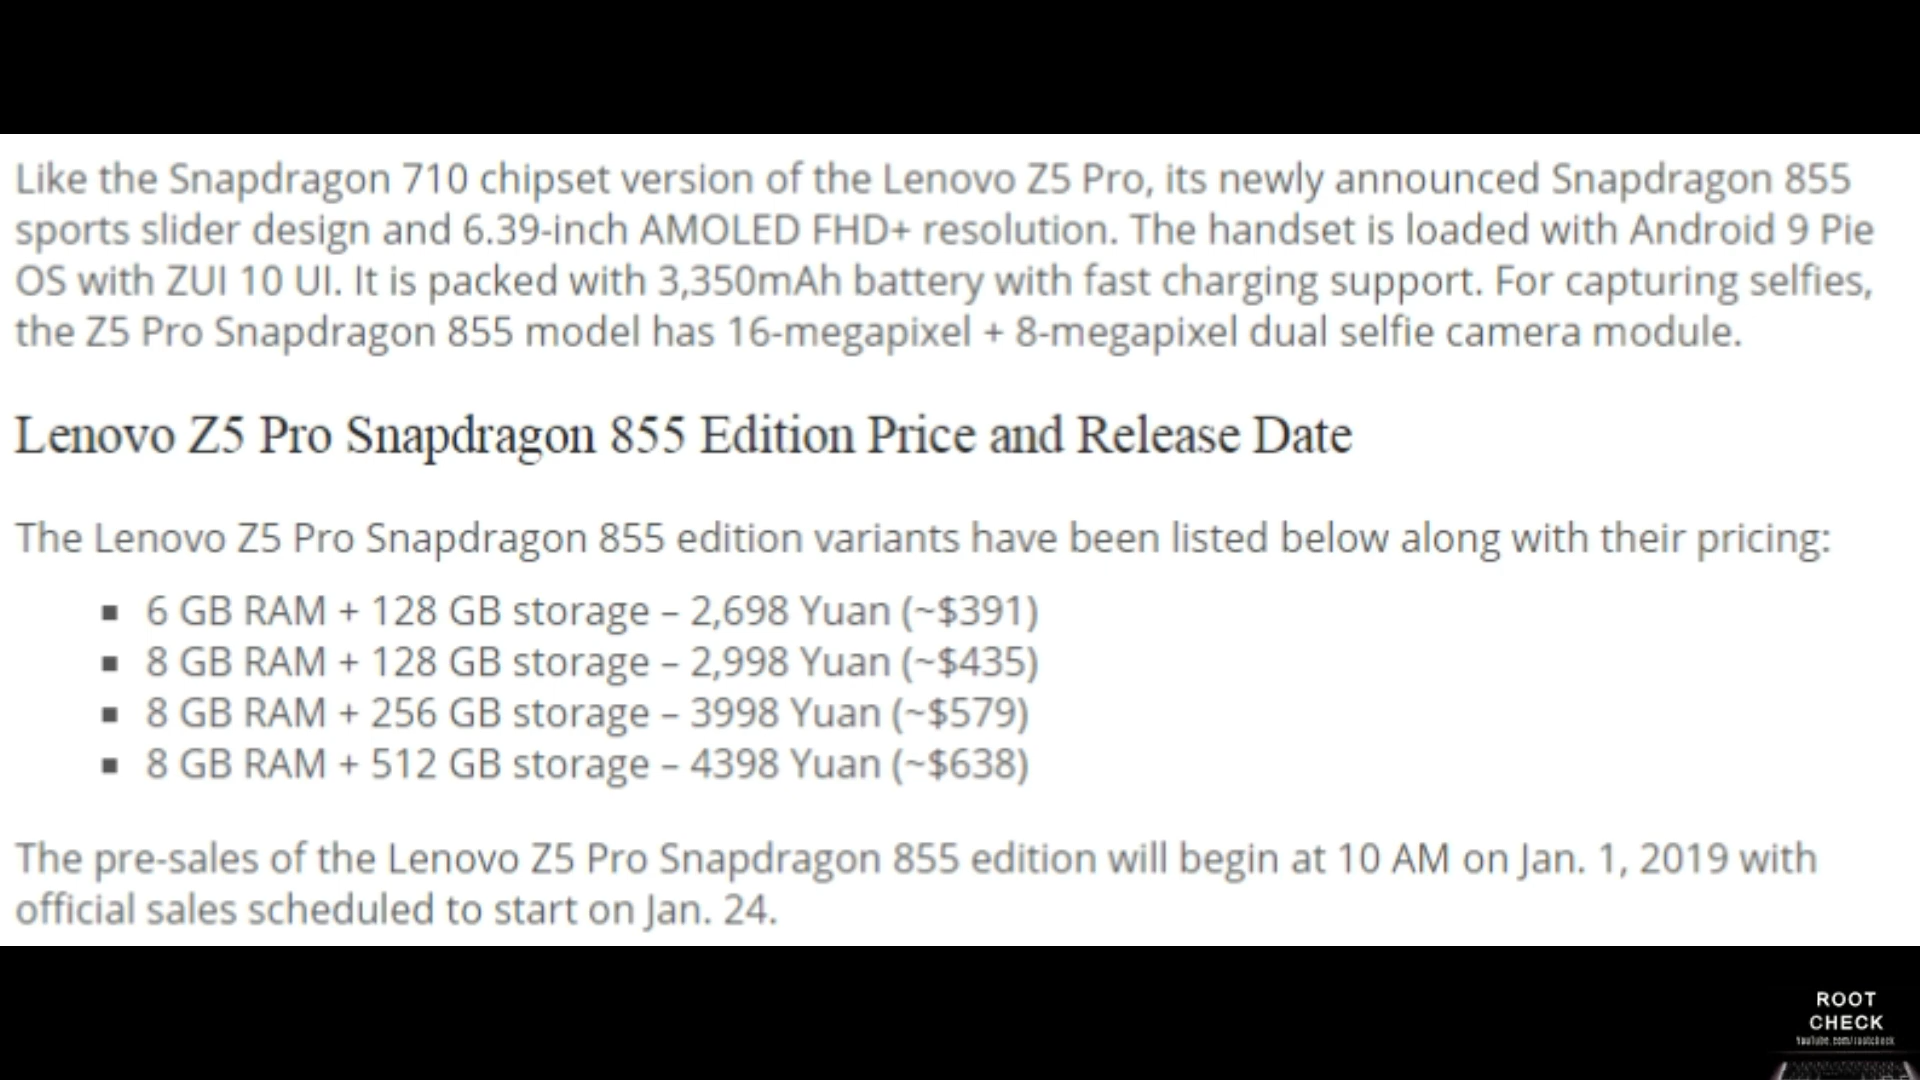 Like the Snapdragon 710 chipset version of the Lenovo Z5 Pro, its newly announced Snapdragon 855
sports slider design and 6.39-inch AMOLED FHD+ resolution. The handset is loaded with Android 9 Pie
OS with ZUI 10 UI. It is packed with 3,350mAh battery with fast charging support. For capturing selfies,
the Z5 Pro Snapdragon 855 model has 16-megapixel + 8-megapixel dual selfie camera module.
Lenovo Z5 Pro Snapdragon 855 Edition Price and Release Date
The Lenovo Z5 Pro Snapdragon 855 edition variants have been listed below along with their pricing:
▪ 6 GB RAM + 128 GB storage – 2,698 Yuan (~$391)
▪ 8 GB RAM + 128 GB storage – 2,998 Yuan (~$435)
▪ 8 GB RAM + 256 GB storage – 3998 Yuan (~$579)
▪ 8 GB RAM + 512 GB storage – 4398 Yuan (~$638)
The pre-sales of the Lenovo Z5 Pro Snapdragon 855 edition will begin at 10 AM on Jan. 1, 2019 with
official sales scheduled to start on Jan. 24.
ROOT
CHECK
YouTube.com/rootcheck